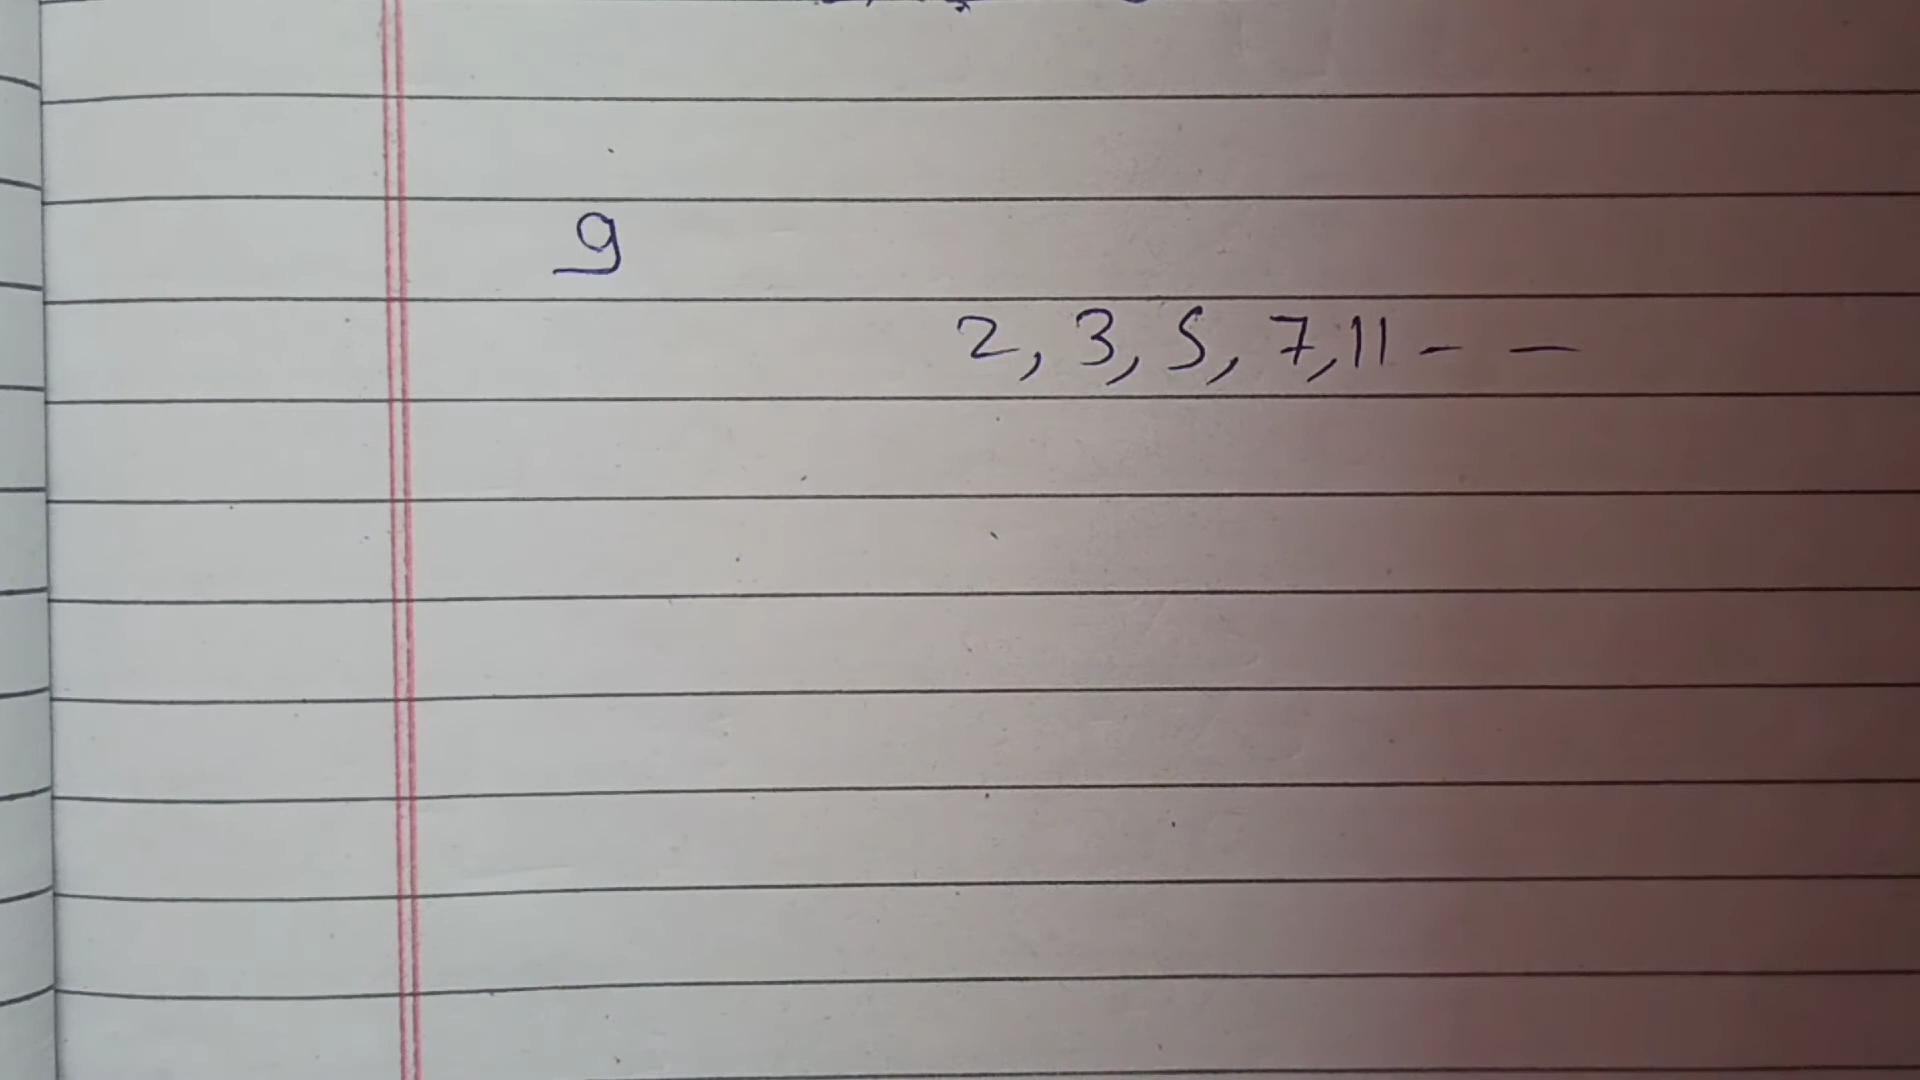 9
2, 3, 5, 7, 11 - -